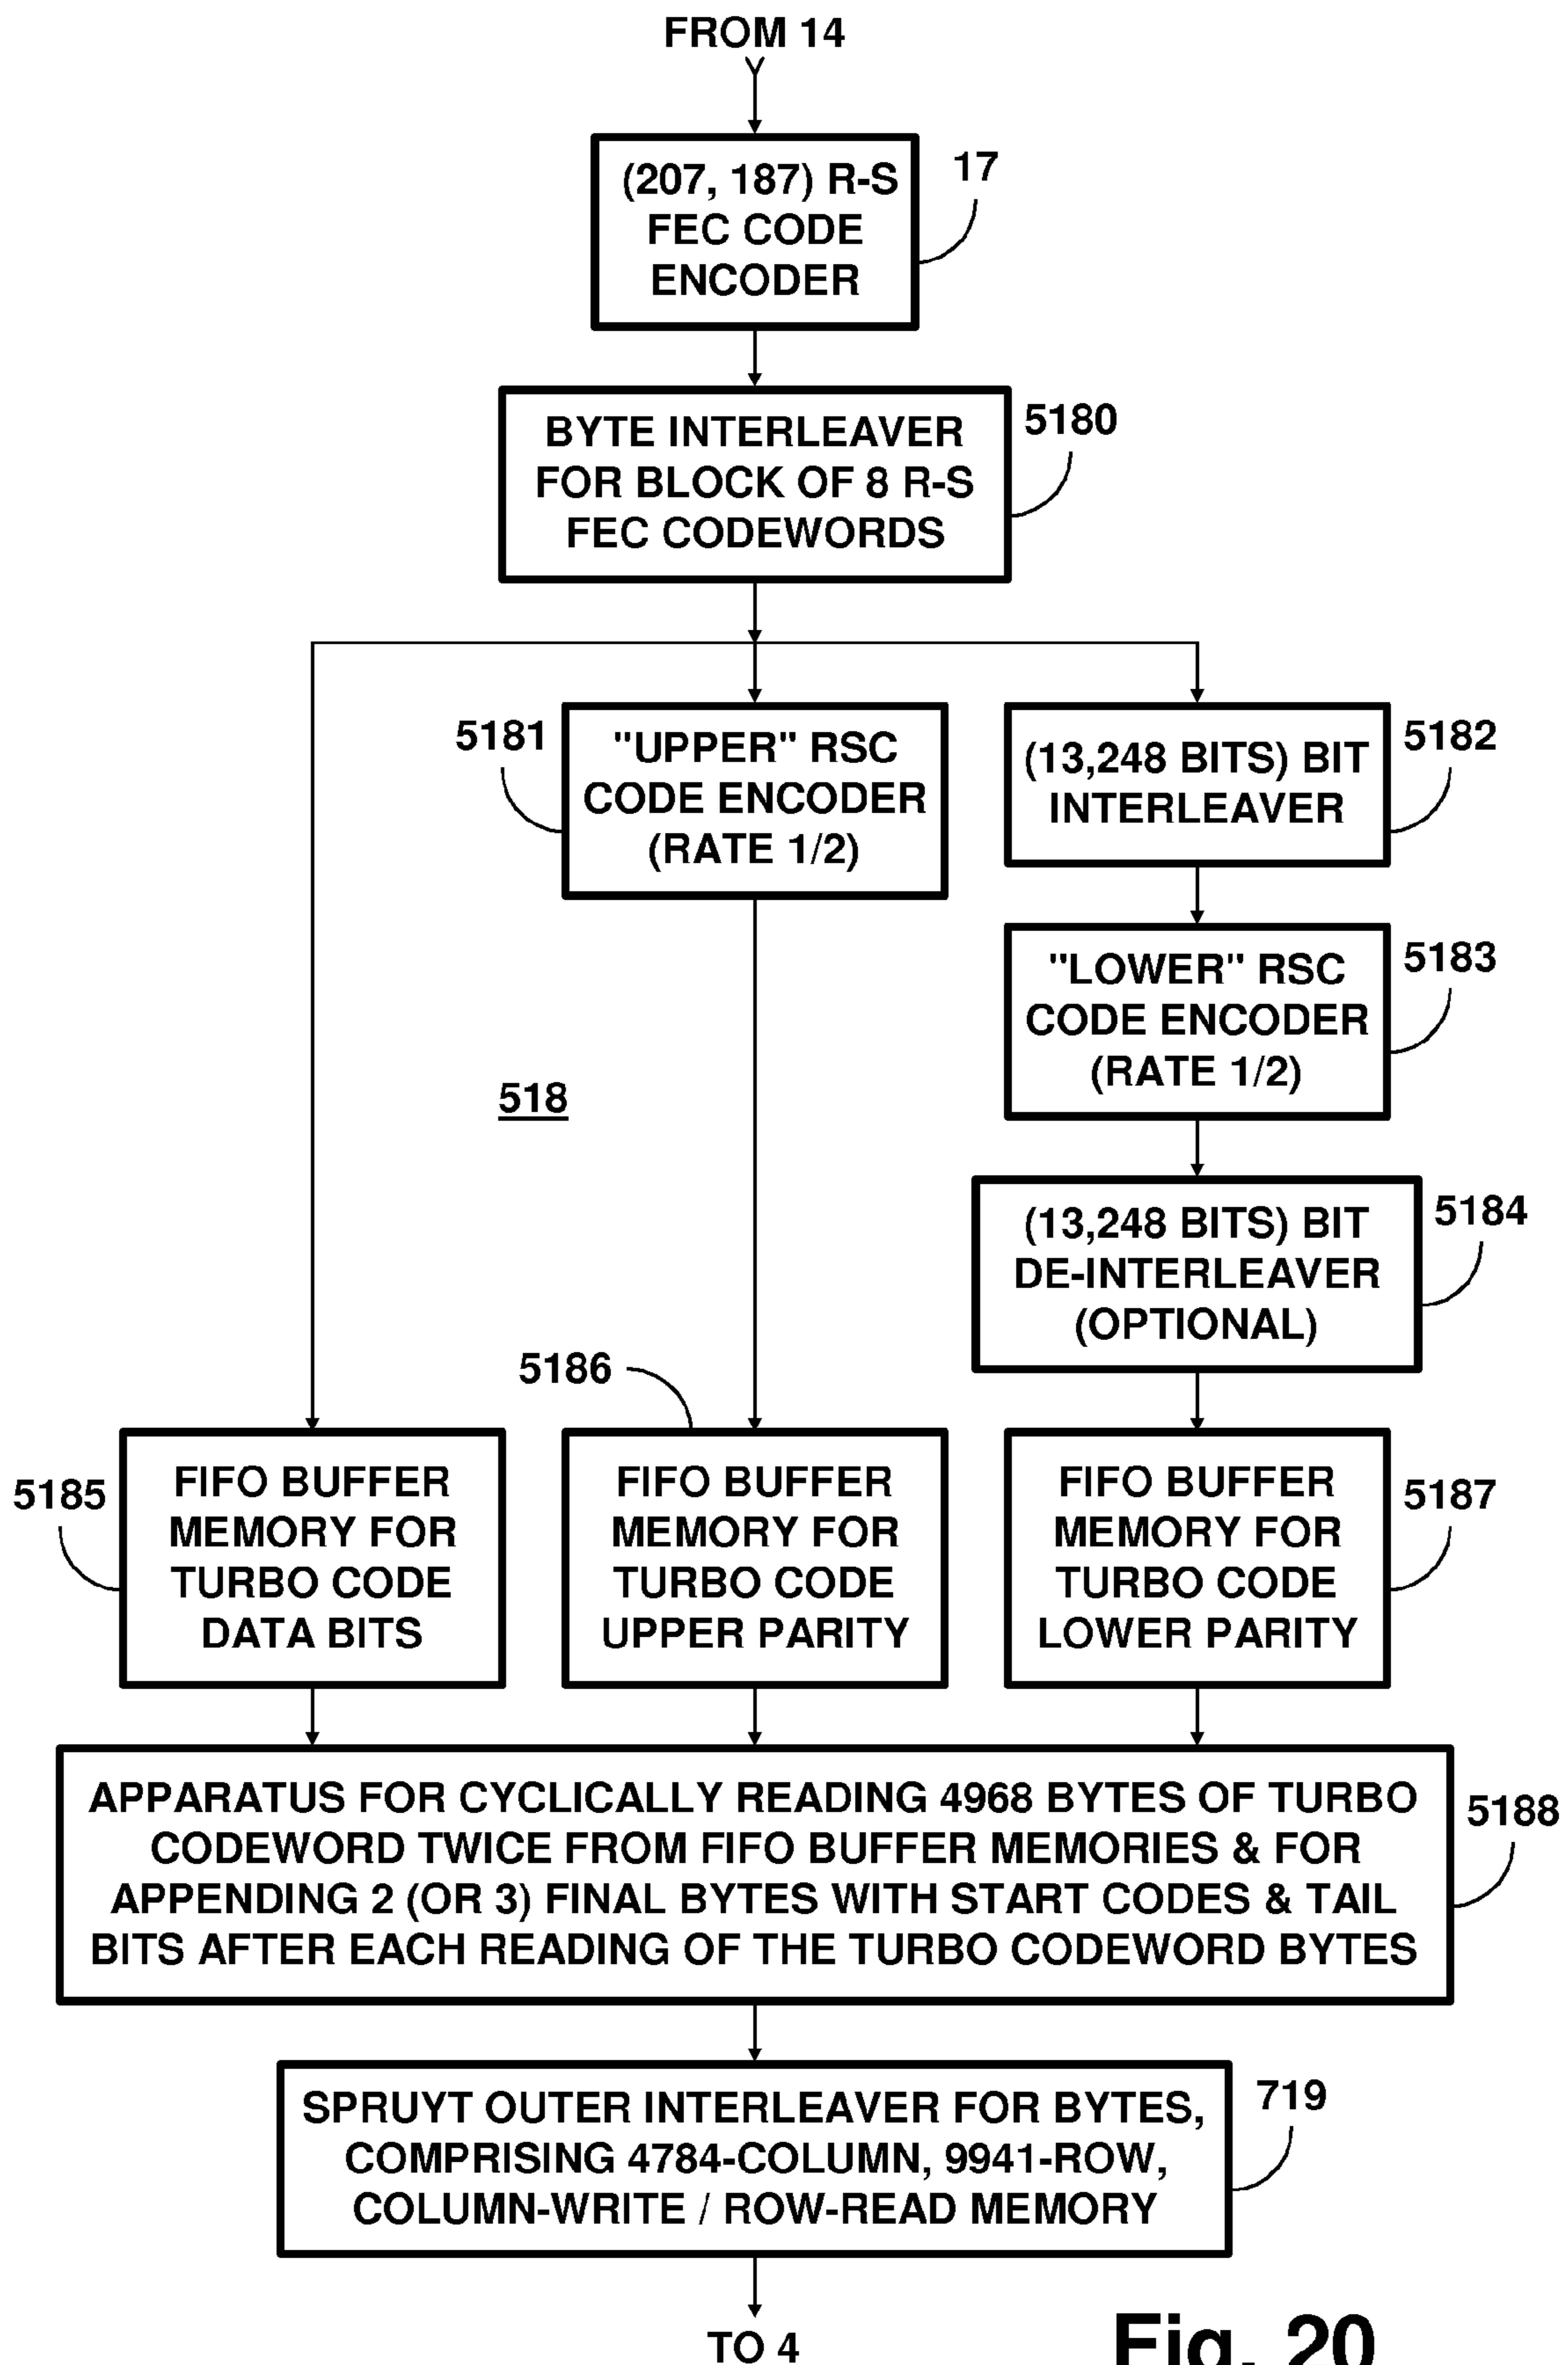 FROM 14
(207, 187) R-S
FEC CODE
ENCODER
17
BYTE INTERLEAVER
FOR BLOCK OF 8 R-S
FEC CODEWORDS
5180
5181
"UPPER" RSC
CODE ENCODER
(RATE 1/2)
(13,248 BITS) BIT
INTERLEAVER
5182
"LOWER" RSC
CODE ENCODER
(RATE 1/2)
5183
518
(13,248 BITS) BIT
DE-INTERLEAVER
(OPTIONAL)
5184
5185
FIFO BUFFER
MEMORY FOR
TURBO CODE
DATA BITS
5186
FIFO BUFFER
MEMORY FOR
TURBO CODE
UPPER PARITY
FIFO BUFFER
MEMORY FOR
TURBO CODE
LOWER PARITY
5187
APPARATUS FOR CYCLICALLY READING 4968 BYTES OF TURBO
CODEWORD TWICE FROM FIFO BUFFER MEMORIES & FOR
APPENDING 2 (OR 3) FINAL BYTES WITH START CODES & TAIL
BITS AFTER EACH READING OF THE TURBO CODEWORD BYTES
5188
SPRUYT OUTER INTERLEAVER FOR BYTES,
COMPRISING 4784-COLUMN, 9941-ROW,
COLUMN-WRITE / ROW-READ MEMORY
719
TO 4
Fig. 20